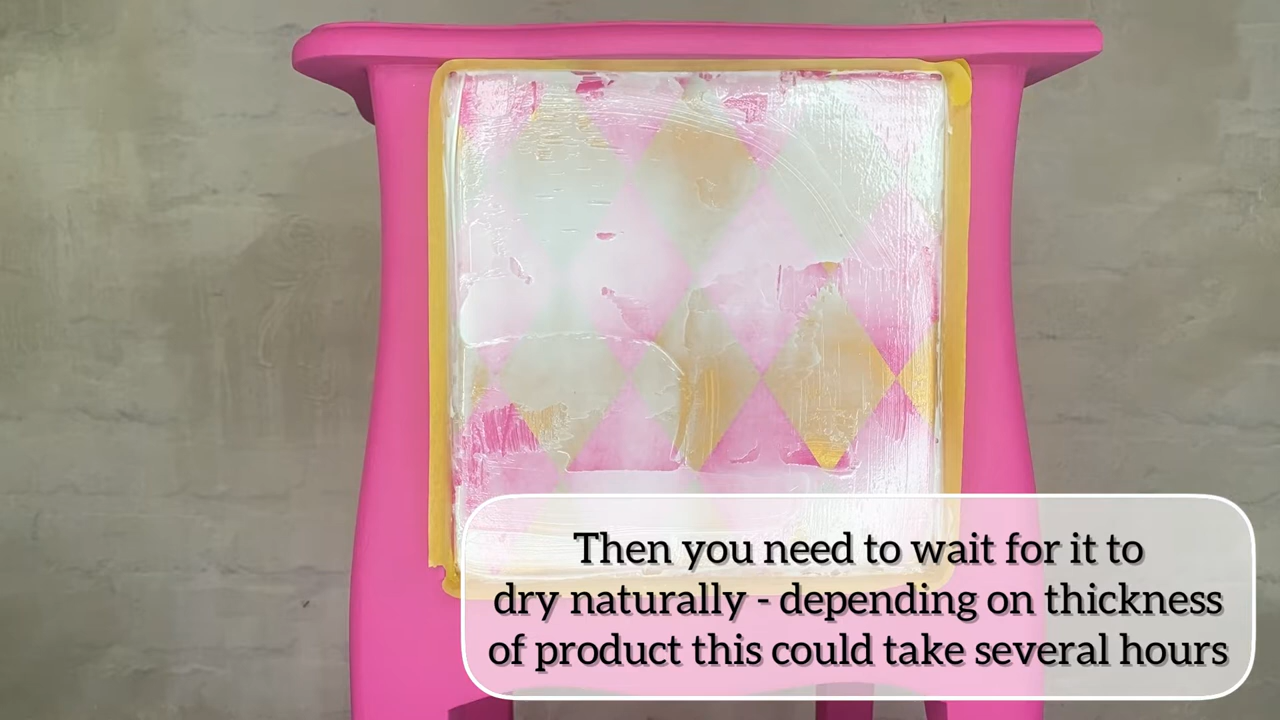 Then you need to wait for it to
dry naturally - depending on thickness
of product this could take several hours